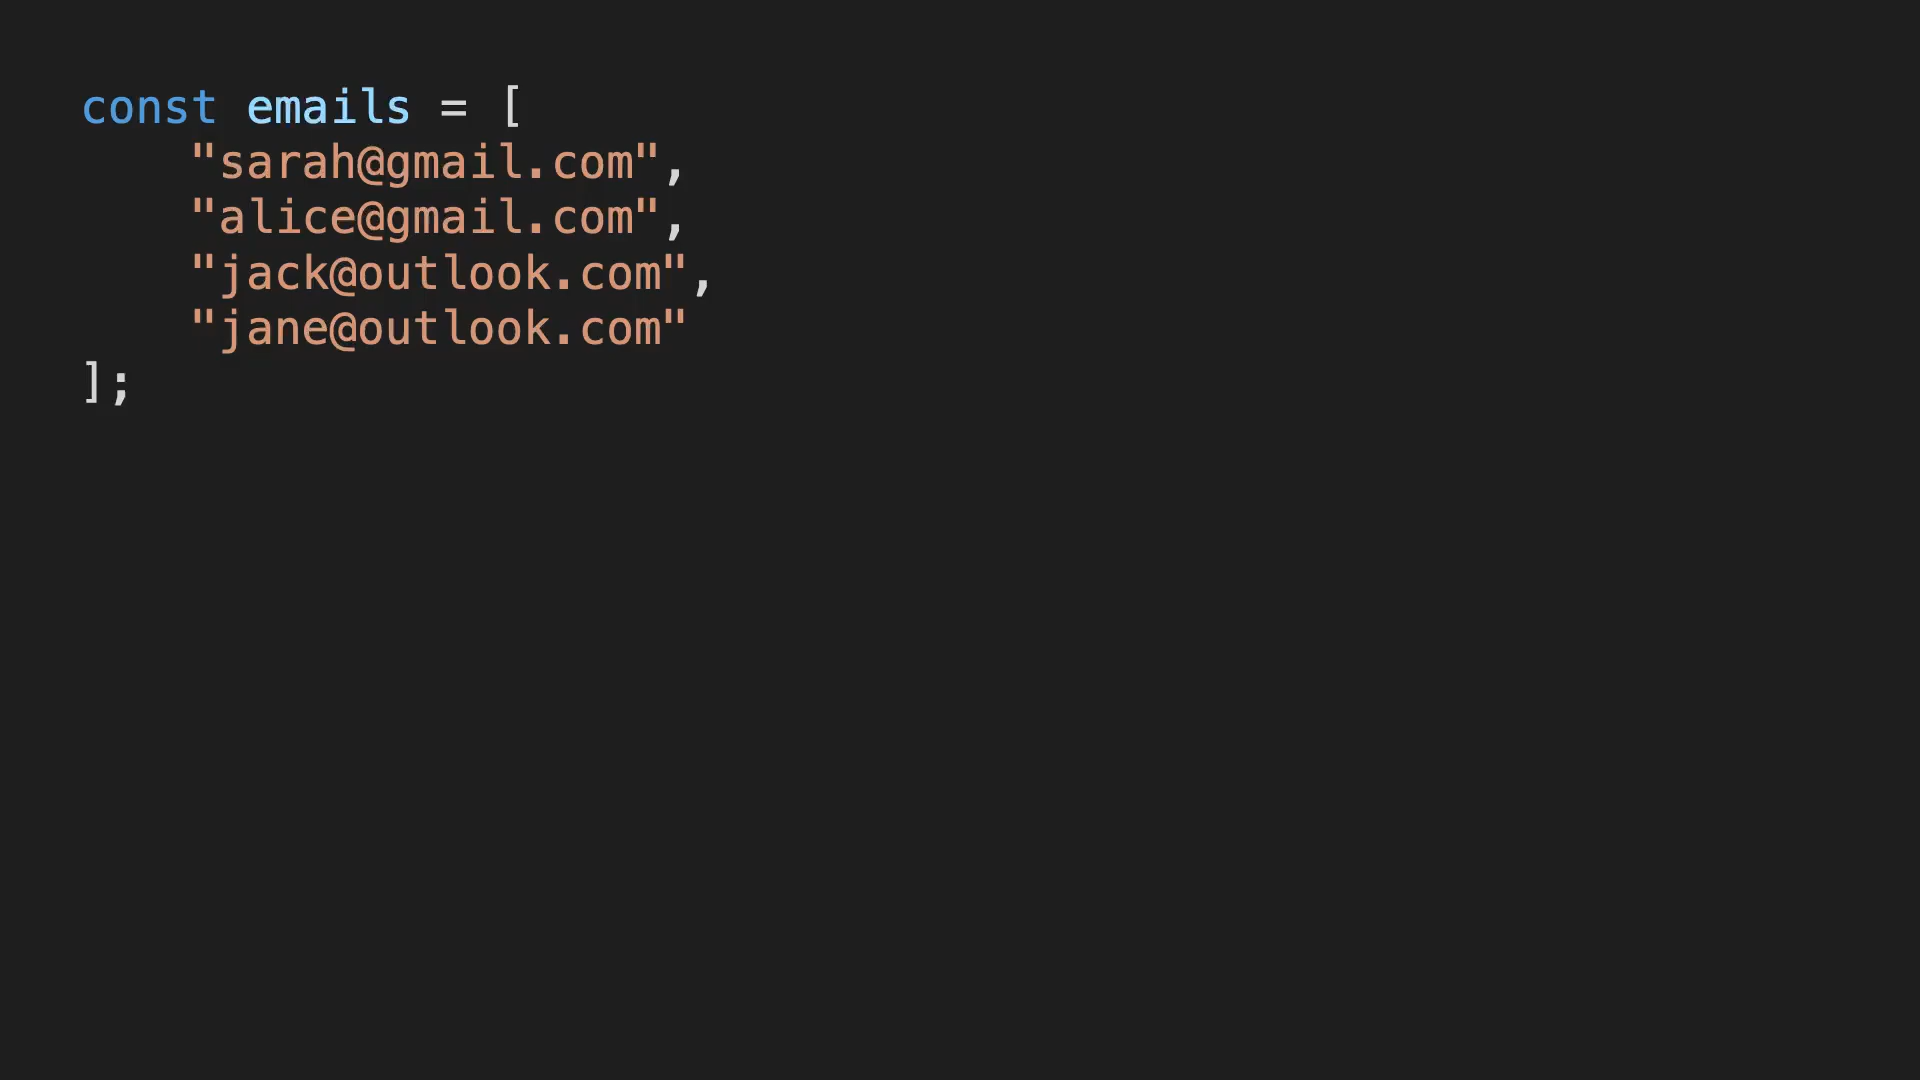 const emails = [
    "sarah@gmail.com",
    "alice@gmail.com",
    "jack@outlook.com",
    "jane@outlook.com"
];